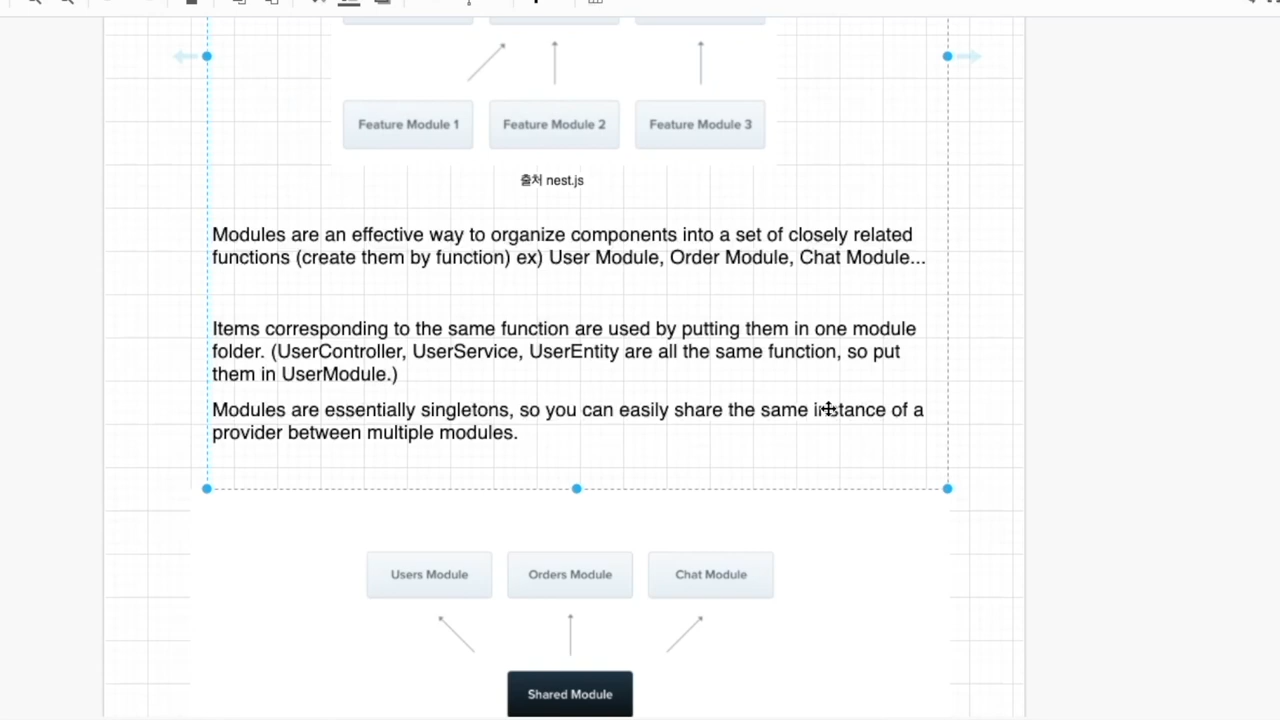 Feature Module 1
Feature Module 2
Feature Module 3
출처 nest.js
Modules are an effective way to organize components into a set of closely related
functions (create them by function) ex) User Module, Order Module, Chat Module...
Items corresponding to the same function are used by putting them in one module
folder. (UserController, UserService, UserEntity are all the same function, so put
them in UserModule.)
Modules are essentially singletons, so you can easily share the same instance of a
provider between multiple modules.
Users Module
Orders Module
Chat Module
Shared Module